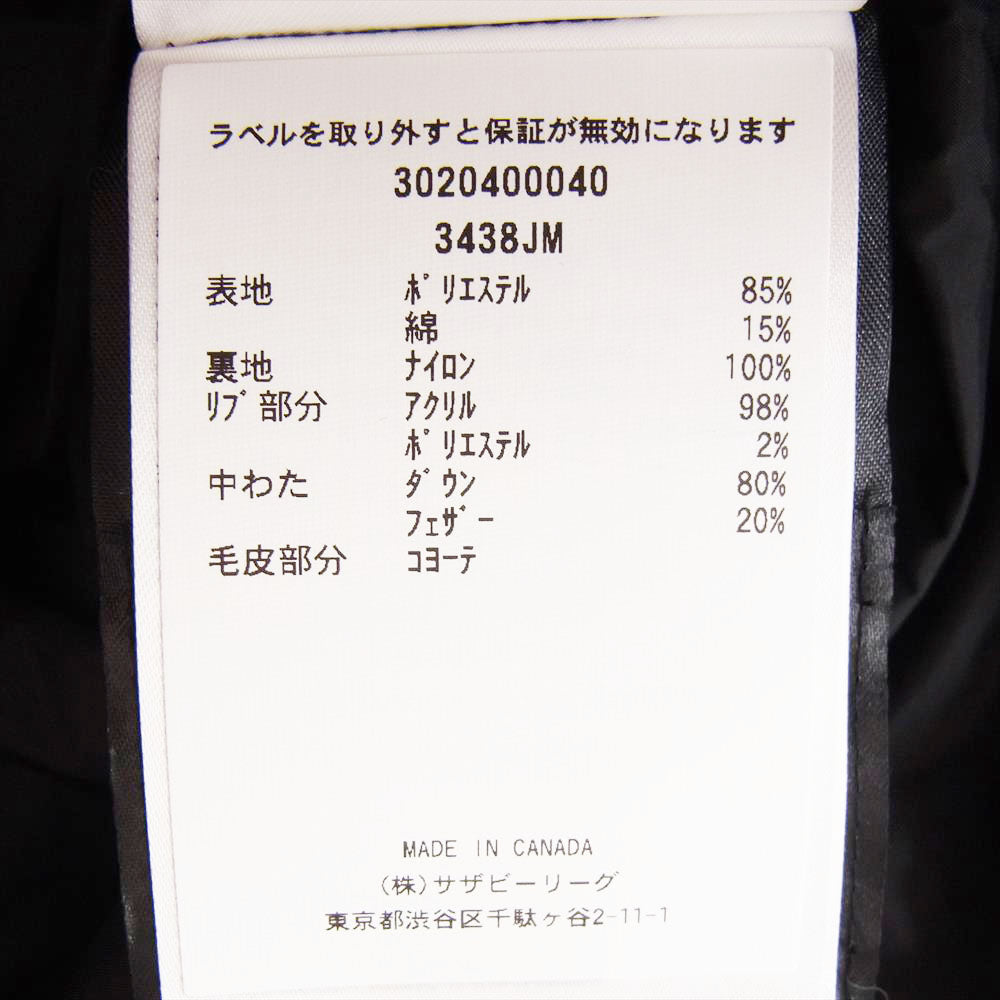 ラベルを取り外すと保証が無効になります
3020400040
3438JM
表地 ﾎﾟﾘｴｽﾃﾙ 85%
綿 15%
裏地 ﾅｲﾛﾝ 100%
ﾘﾌﾞ部分 ｱｸﾘﾙ 98%
ﾎﾟﾘｴｽﾃﾙ 2%
中わた ﾀﾞｳﾝ 80%
ﾌｪｻﾞｰ 20%
毛皮部分 ｺﾖｰﾃ
MADE IN CANADA
(株)サザビーリーグ
東京都渋谷区千駄ヶ谷2-11-1